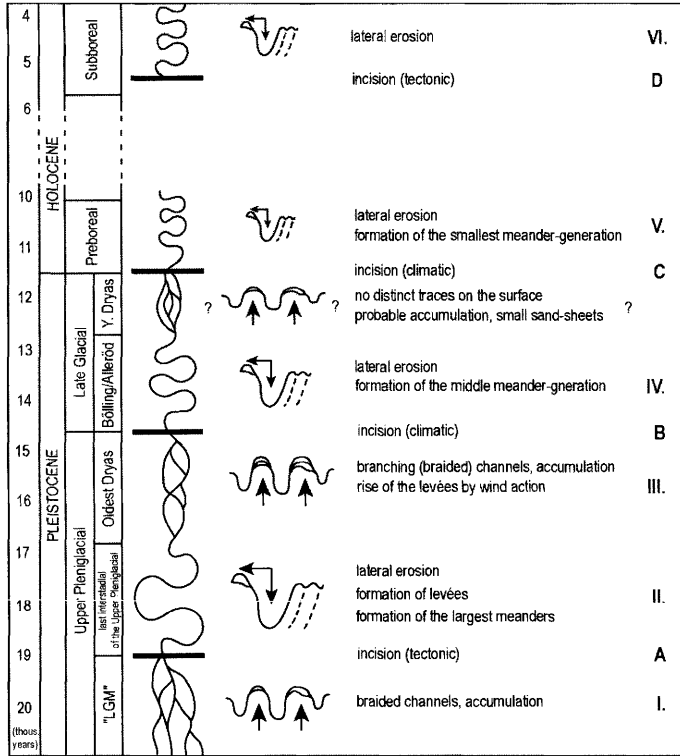 4
Subboreal
lateral erosion
VI.
5
incision (tectonic)
D
6
HOLOCENE
10
Preboreal
lateral erosion
formation of the smallest meander-generation
V.
11
incision (climatic)
C
12
Y. Dryas
?
?
no distinct traces on the surface
probable accumulation, small sand-sheets
?
13
Late Glacial
Bölling/Alleröd
lateral erosion
formation of the middle meander-gneration
IV.
14
incision (climatic)
B
15
PLEISTOCENE
Oldest Dryas
branching (braided) channels, accumulation
rise of the levées by wind action
III.
16
17
Upper Pleniglacial
last interstadial
of the Upper Pleniglacial
lateral erosion
formation of levées
formation of the largest meanders
II.
18
19
incision (tectonic)
A
"LGM"
braided channels, accumulation
I.
20
(thous.
years)